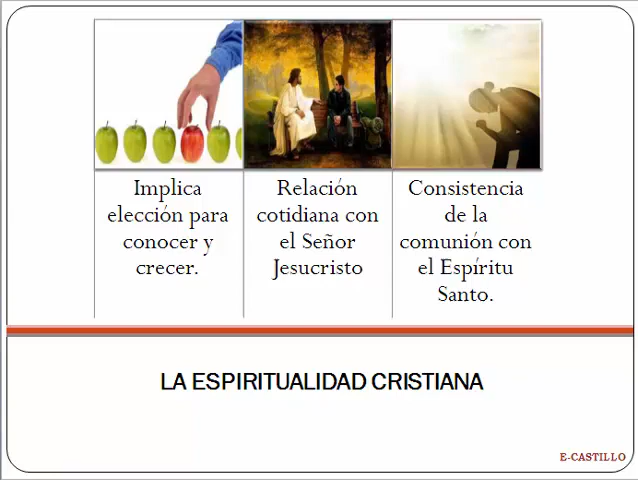 Implica
elección para
conocer y
crecer.
Relación
cotidiana con
el Señor
Jesucristo
Consistencia
de la
comunión con
el Espíritu
Santo.
LA ESPIRITUALIDAD CRISTIANA
E-CASTILLO